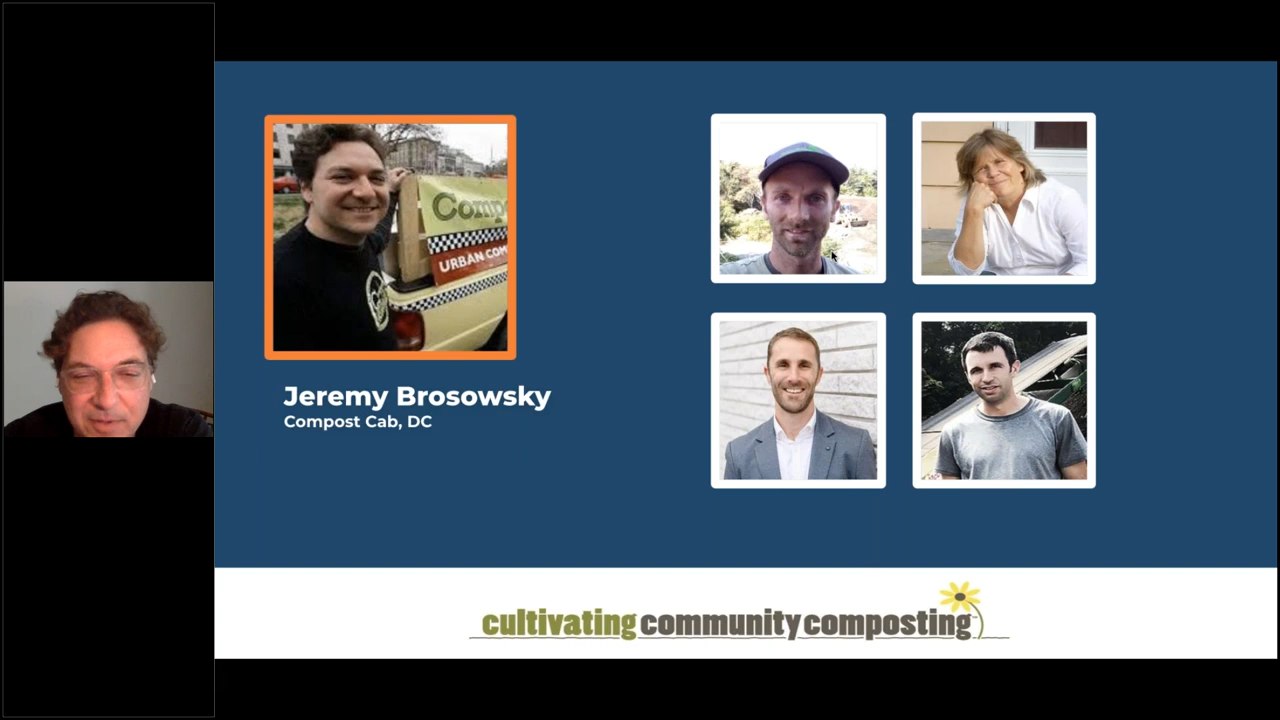 Comp
URBAN COM
Jeremy Brosowsky
Compost Cab, DC
cultivating community composting